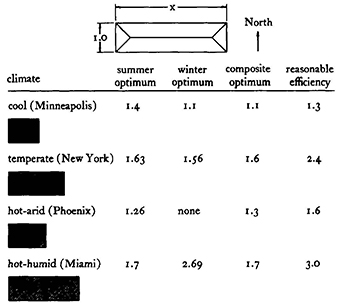 x
1.0
North
summer winter composite reasonable
climate optimum optimum optimum efficiency
cool (Minneapolis) 1.4 1.1 1.1 1.3
temperate (New York) 1.63 1.56 1.6 2.4
hot-arid (Phoenix) 1.26 none 1.3 1.6
hot-humid (Miami) 1.7 2.69 1.7 3.0